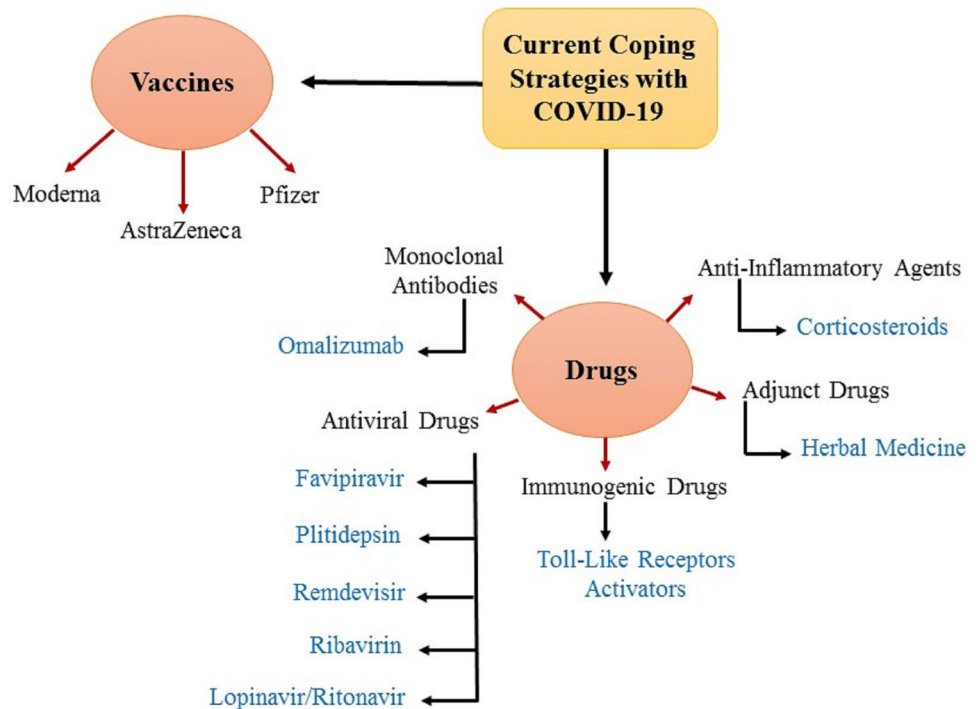 Current Coping
Strategies with
COVID-19
Vaccines
Moderna
AstraZeneca
Pfizer
Drugs
Monoclonal
Antibodies
Omalizumab
Anti-Inflammatory Agents
Corticosteroids
Adjunct Drugs
Herbal Medicine
Antiviral Drugs
Favipiravir
Plitidepsin
Remdevisir
Ribavirin
Lopinavir/Ritonavir
Immunogenic Drugs
Toll-Like Receptors
Activators